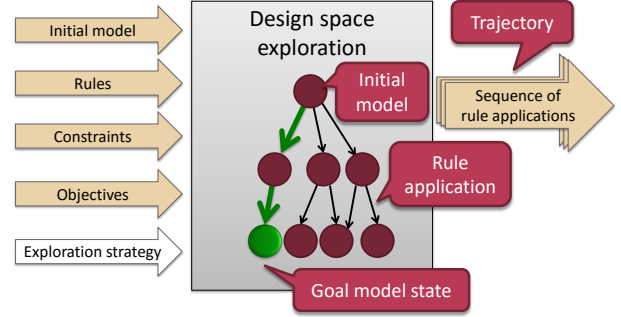 Initial model
Rules
Constraints
Objectives
Exploration strategy
Design space
exploration
Initial
model
Rule
application
Goal model state
Trajectory
Sequence of
rule applications